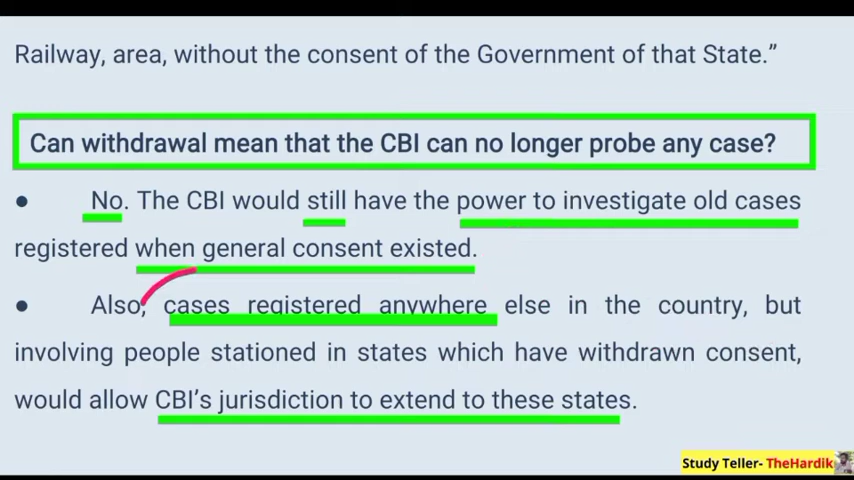 Railway, area, without the consent of the Government of that State.”
Can withdrawal mean that the CBI can no longer probe any case?
● No. The CBI would still have the power to investigate old cases
registered when general consent existed.
● Also, cases registered anywhere else in the country, but
involving people stationed in states which have withdrawn consent,
would allow CBI’s jurisdiction to extend to these states.
Study Teller- TheHardik